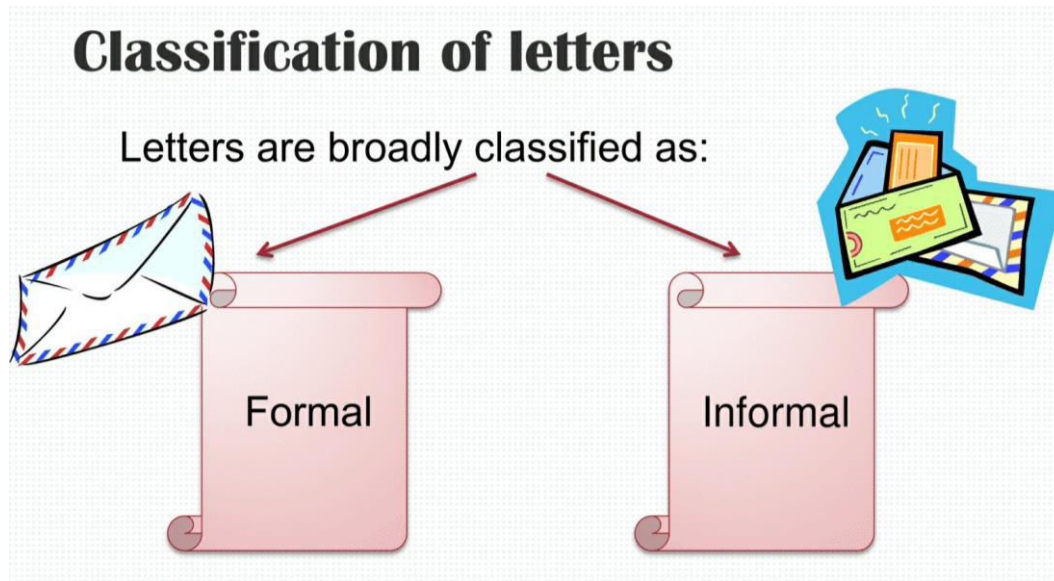 Classification of letters
Letters are broadly classified as:
Formal
Informal